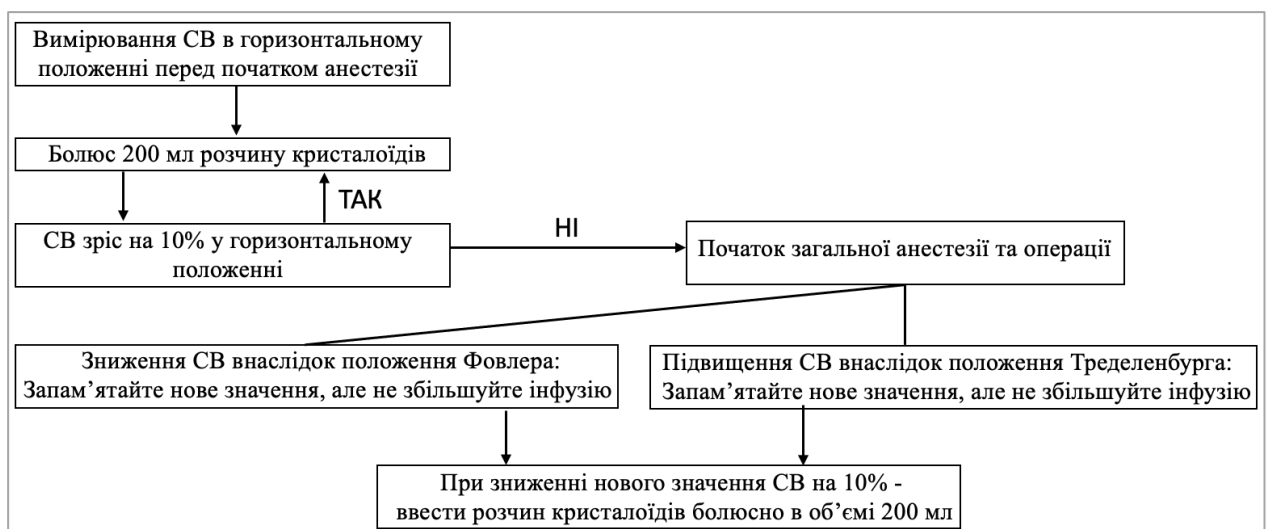 Вимірювання СВ в горизонтальному
положенні перед початком анестезії
Болюс 200 мл розчину кристалоїдів
ТАК
СВ зріс на 10% у горизонтальному
положенні
НІ
Початок загальної анестезії та операції
Зниження СВ внаслідок положення Фовлера:
Запам’ятайте нове значення, але не збільшуйте інфузію
Підвищення СВ внаслідок положення Тределенбурга:
Запам’ятайте нове значення, але не збільшуйте інфузію
При зниженні нового значення СВ на 10% -
ввести розчин кристалоїдів болюсно в об’ємі 200 мл